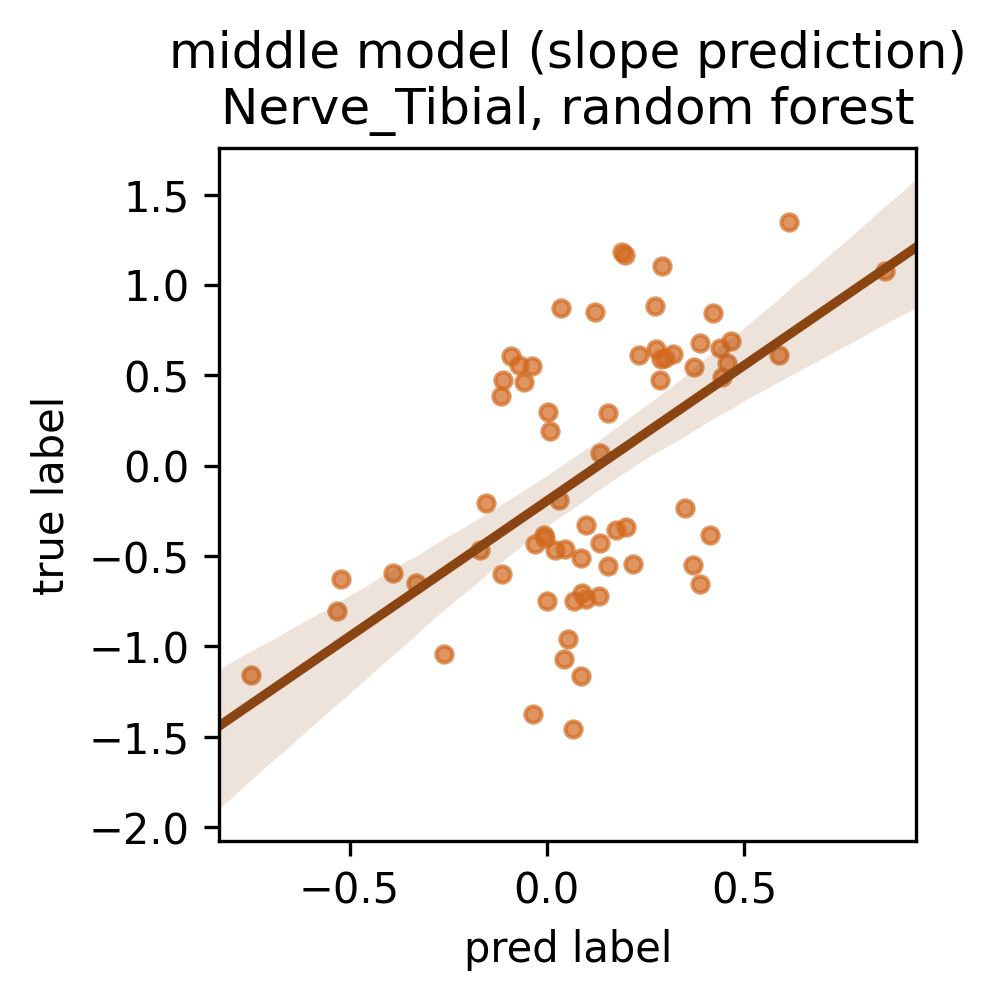 middle model (slope prediction)
Nerve_Tibial, random forest
1.5
1.0
0.5
0.0
−0.5
−1.0
−1.5
−2.0
true label
−0.5
0.0
0.5
pred label